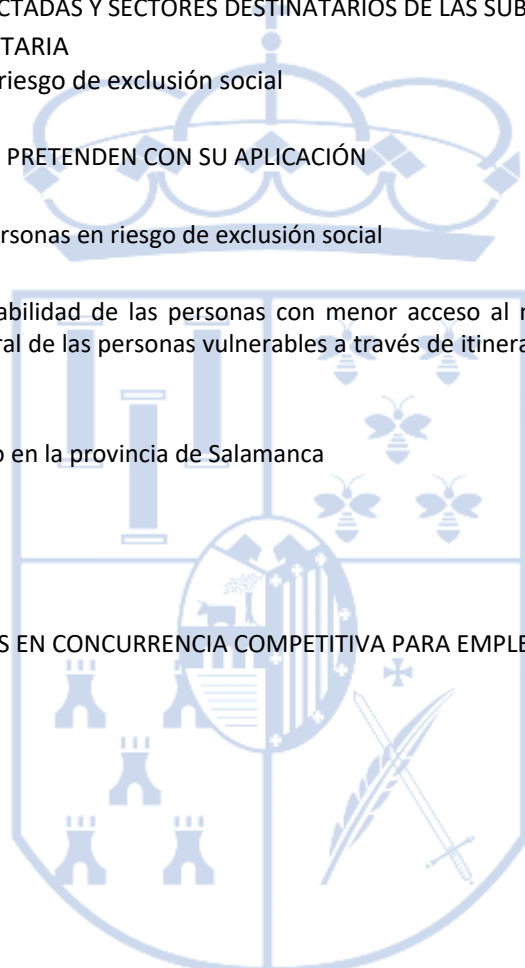 CTADAS Y SECTORES DESTINATARIOS DE LAS SUB
TARIA
riesgo de exclusión social
PRETENDEN CON SU APLICACIÓN
ersonas en riesgo de exclusión social
abilidad de las personas con menor acceso al
ral de las personas vulnerables a través de itinera
en la provincia de Salamanca
S EN CONCURRENCIA COMPETITIVA PARA EMPLE